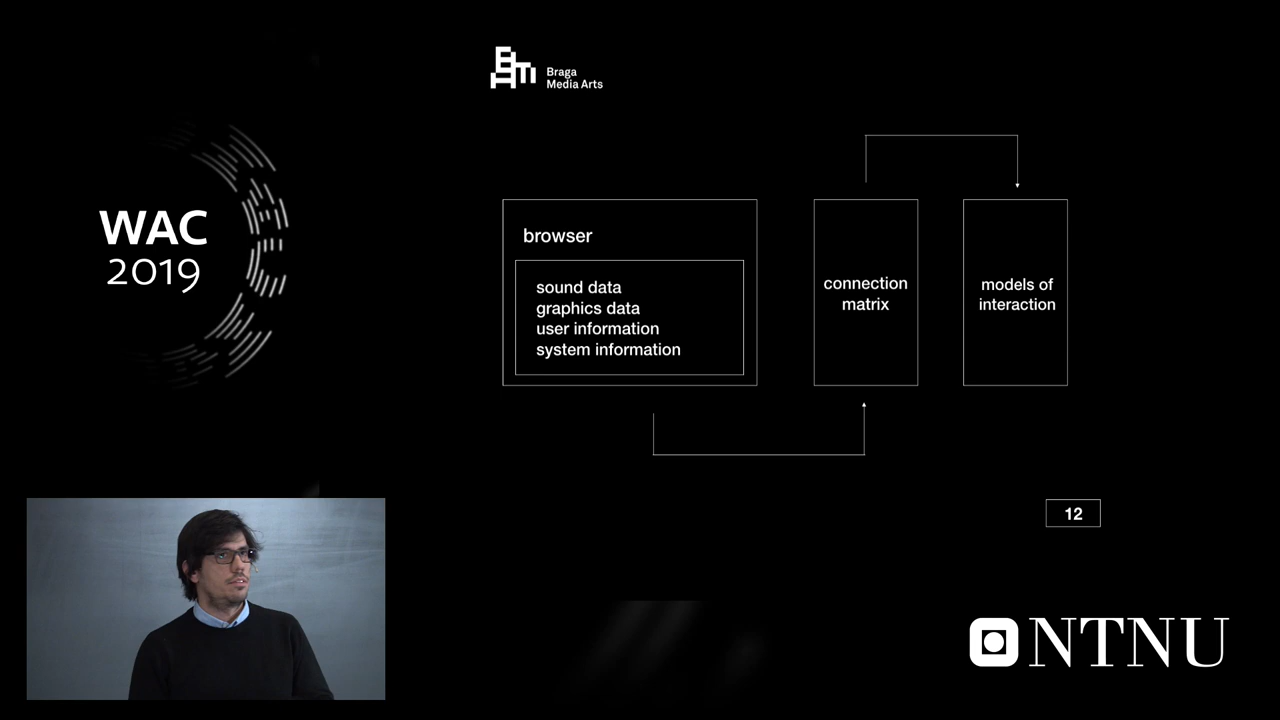 Braga
Media Arts
WAC
2019
browser
sound data
graphics data
user information
system information
connection
matrix
models of
interaction
12
NTNU